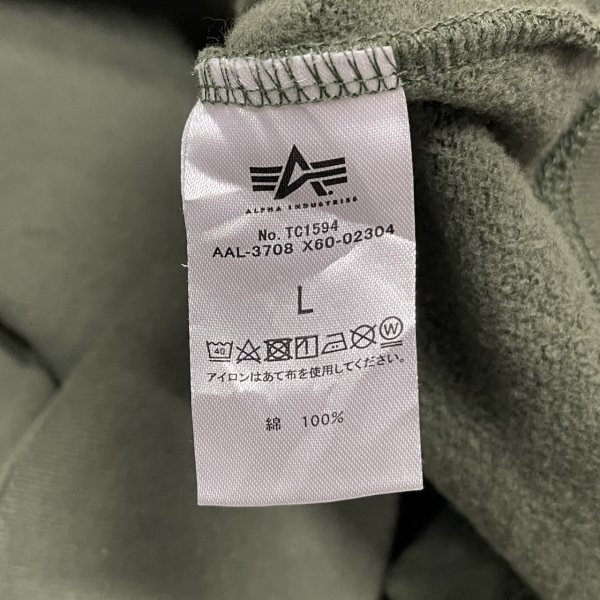 ALPHA INDUSTRIES
No. TC1594
AAL-3708 X60-02304
L
40 W
アイロンはあて布を使用してください
綿 100%